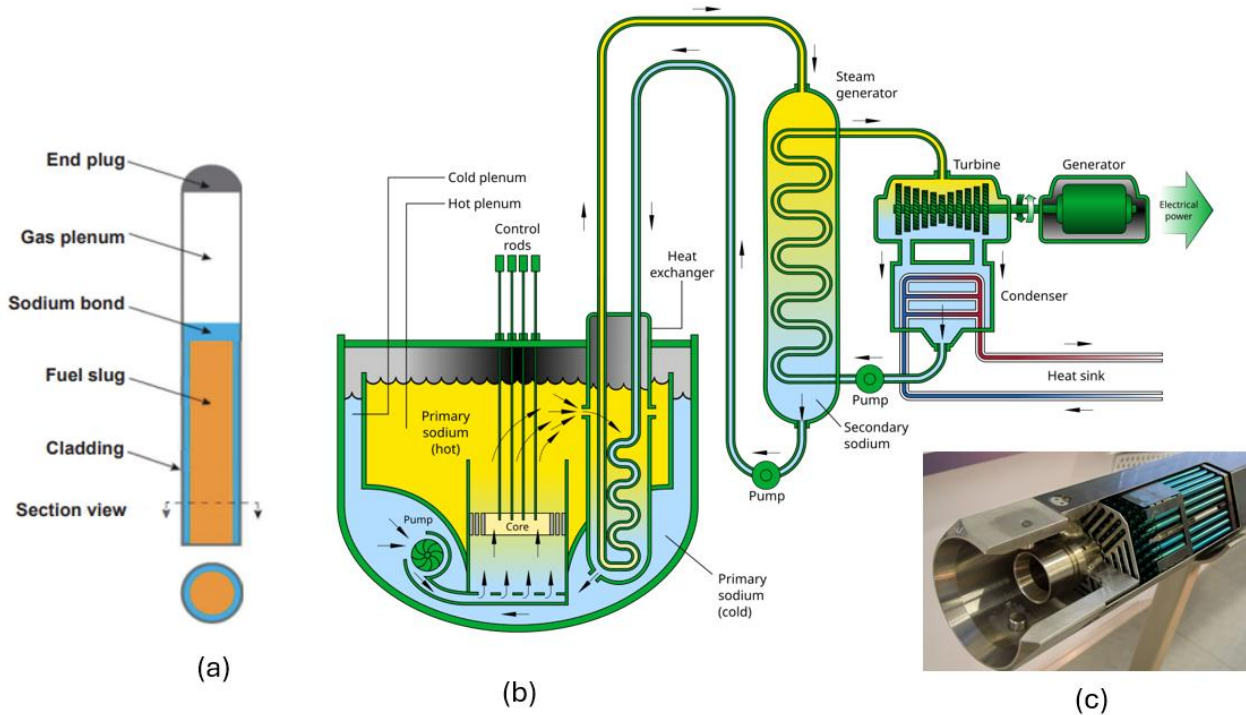 End plug
Gas plenum
Sodium bond
Fuel slug
Cladding
Section view
(a)
Cold plenum
Hot plenum
Control
rods
Heat
exchanger
Primary
sodium
(hot)
Pump
Core
Primary
sodium
(cold)
Steam
generator
Turbine
Generator
Electrical
power
Condenser
Heat sink
Pump
Secondary
sodium
Pump
(b)
(c)